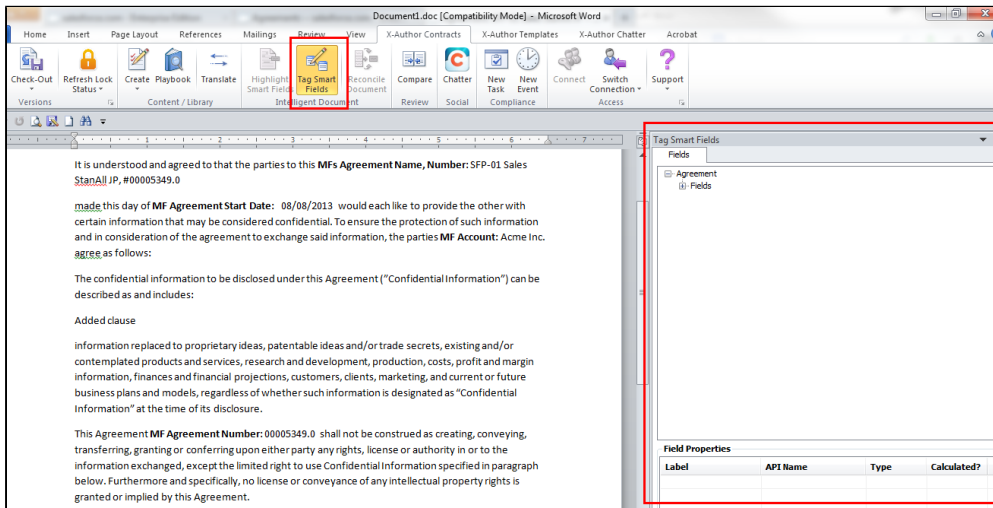 Document1.doc [Compatibility Mode] - Microsoft Word
Home Insert Page Layout References Mailings Review View X-Author Contracts X-Author Templates X-Author Chatter Acrobat
Check-Out Refresh Lock Status Create Playbook Translate Highlight Smart Fields Tag Smart Fields Reconcile Document Compare Chatter New Task New Event Connect Switch Connection Support
Versions Content / Library Intelligent Document Review Social Compliance Access
1 2 3 4 5 6 7
Tag Smart Fields
Fields
Agreement
Fields
It is understood and agreed to that the parties to this MFs Agreement Name, Number: SFP-01 Sales
StanAll JP, #00005349.0
made this day of MF Agreement Start Date: 08/08/2013 would each like to provide the other with
certain information that may be considered confidential. To ensure the protection of such information
and in consideration of the agreement to exchange said information, the parties MF Account: Acme Inc.
agree as follows:
The confidential information to be disclosed under this Agreement ("Confidential Information") can be
described as and includes:
Added clause
information replaced to proprietary ideas, patentable ideas and/or trade secrets, existing and/or
contemplated products and services, research and development, production, costs, profit and margin
information, finances and financial projections, customers, clients, marketing, and current or future
business plans and models, regardless of whether such information is designated as "Confidential
Information" at the time of its disclosure.
This Agreement MF Agreement Number: 00005349.0 shall not be construed as creating, conveying,
transferring, granting or conferring upon either party any rights, license or authority in or to the
information exchanged, except the limited right to use Confidential Information specified in paragraph
below. Furthermore and specifically, no license or conveyance of any intellectual property rights is
granted or implied by this Agreement.
Field Properties
Label API Name Type Calculated?